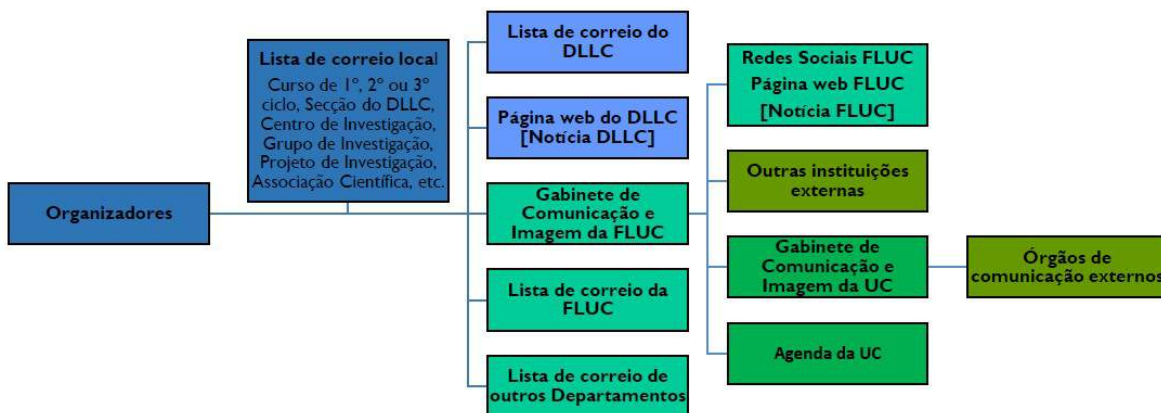 Organizadores
Lista de correio local
Curso de 1º, 2º ou 3º
ciclo, Secção do DLLC,
Centro de Investigação,
Grupo de Investigação,
Projeto de Investigação,
Associação Científica, etc.
Lista de correio do
DLLC
Página web do DLLC
[Notícia DLLC]
Gabinete de
Comunicação e
Imagem da FLUC
Lista de correio da
FLUC
Lista de correio de
outros Departamentos
Redes Sociais FLUC
Página web FLUC
[Notícia FLUC]
Outras instituições
externas
Gabinete de
Comunicação e
Imagem da UC
Agenda da UC
Órgãos de
comunicação externos